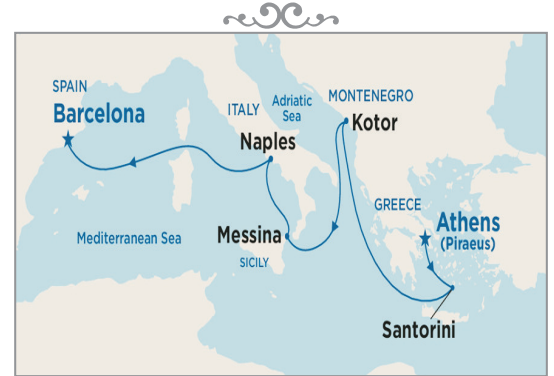 SPAIN
Barcelona
ITALY
Adriatic
Sea
MONTENEGRO
Kotor
Naples
GREECE
Athens
(Piraeus)
Mediterranean Sea
Messina
SICILY
Santorini